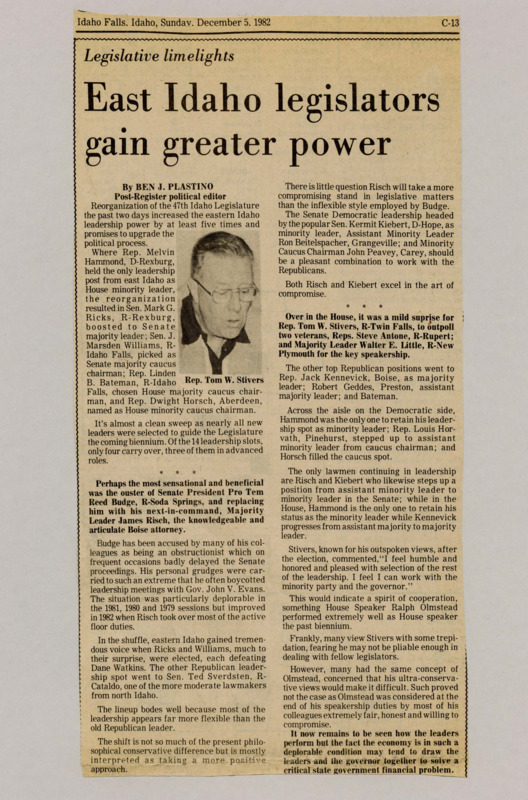 Idaho Falls, Idaho, Sunday, December 5, 1982
C-13
Legislative limelights
East Idaho legislators
gain greater power
By BEN J. PLASTINO
Post-Register political editor
Reorganization of the 47th Idaho Legislature
the past two days increased the eastern Idaho
leadership power by at least five times and
promises to upgrade the
political process.
Where Rep. Melvin
Hammond, D-Rexburg,
held the only leadership
post from east Idaho as
House minority leader,
the reorganization
resulted in Sen. Mark G.
Ricks, R-Rexburg,
boosted to Senate
majority leader; Sen. J.
Marsden Williams, R-
Idaho Falls, picked as
Senate majority caucus
chairman; Rep. Linden
B. Bateman, R-Idaho
Rep. Tom W. Stivers
Falls, chosen House majority caucus chair-
man, and Rep. Dwight Horsch, Aberdeen,
named as House minority caucus chairman.
It's almost a clean sweep as nearly all new
leaders were selected to guide the Legislature
the coming biennium. Of the 14 leadership slots,
only four carry over, three of them in advanced
roles.
* * *
Perhaps the most sensational and beneficial
was the ouster of Senate President Pro Tem
Reed Budge, R-Soda Springs, and replacing
him with his next-in-command, Majority
Leader James Risch, the knowledgeable and
articulate Boise attorney.
Budge has been accused by many of his col-
leagues as being an obstructionist which on
frequent occasions badly delayed the Senate
proceedings. His personal grudges were car-
ried to such an extreme that he often boycotted
leadership meetings with Gov. John V. Evans.
The situation was particularly deplorable in
the 1981, 1980 and 1979 sessions but improved
in 1982 when Risch took over most of the active
floor duties.
In the shuffle, eastern Idaho gained tremen-
dous voice when Ricks and Williams, much to
their surprise, were elected, each defeating
Dane Watkins. The other Republican leader-
ship spot went to Sen. Ted Sverdsten, R-
Cataldo, one of the more moderate lawmakers
from north Idaho.
The lineup bodes well because most of the
leadership appears far more flexible than the
old Republican leader.
The shift is not so much of the present philo-
sophical conservative difference but is mostly
interpreted as taking a more positive
approach.
There is little question Risch will take a more
compromising stand in legislative matters
than the inflexible style employed by Budge.
The Senate Democratic leadership headed
by the popular Sen. Kermit Kiebert, D-Hope, as
minority leader, Assistant Minority Leader
Ron Beitelspacher, Grangeville; and Minority
Caucus Chairman John Peavey, Carey, should
be a pleasant combination to work with the
Republicans.
Both Risch and Kiebert excel in the art of
compromise.
* * *
Over in the House, it was a mild suprise for
Rep. Tom W. Stivers, R-Twin Falls, to outpoll
two veterans, Reps. Steve Antone, R-Rupert;
and Majority Leader Walter E. Little, R-New
Plymouth for the key speakership.
The other top Republican positions went to
Rep. Jack Kennevick, Boise, as majority
leader; Robert Geddes, Preston, assistant
majority leader; and Bateman.
Across the aisle on the Democratic side,
Hammond was the only one to retain his leader-
ship spot as minority leader; Rep. Louis Hor-
vath, Pinehurst, stepped up to assistant
minority leader from caucus chairman; and
Horsch filled the caucus spot.
The only lawmen continuing in leadership
are Risch and Kiebert who likewise steps up a
position from assistant minority leader to
minority leader in the Senate; while in the
House, Hammond is the only one to retain his
status as the minority leader while Kennevick
progresses from assistant majority to majority
leader.
Stivers, known for his outspoken views, after
the election, commented, "I feel humble and
honored and pleased with selection of the rest
of the leadership. I feel I can work with the
minority party and the governor."
This would indicate a spirit of cooperation,
something House Speaker Ralph Olmstead
performed extremely well as House speaker
the past biennium.
Frankly, many view Stivers with some trepi-
dation, fearing he may not be pliable enough in
dealing with fellow legislators.
However, many had the same concept of
Olmstead, concerned that his ultra-conserva-
tive views would make it difficult. Such proved
not the case as Olmstead was considered at the
end of his speakership duties by most of his
colleagues extremely fair, honest and willing to
compromise.
It now remains to be seen how the leaders
perform but the fact the economy is in such a
deplorable condition may tend to draw the
leaders and the governor together to solve a
critical state government financial problem.